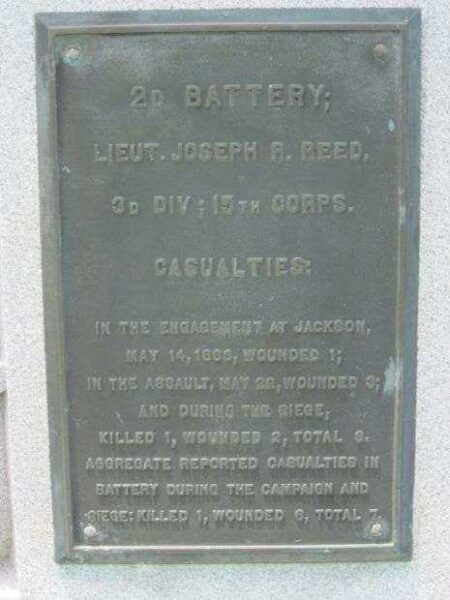 2D BATTERY;
LIEUT. JOSEPH R. REED.
3D DIV; 15TH CORPS.
CASUALTIES:
IN THE ENGAGEMENT AT JACKSON,
MAY 14, 1863, WOUNDED 1;
IN THE ASSAULT, MAY 22, WOUNDED 3;
AND DURING THE SIEGE,
KILLED 1, WOUNDED 2, TOTAL 3.
AGGREGATE REPORTED CASUALTIES IN
BATTERY DURING THE CAMPAIGN AND
SIEGE: KILLED 1, WOUNDED 6, TOTAL 7.